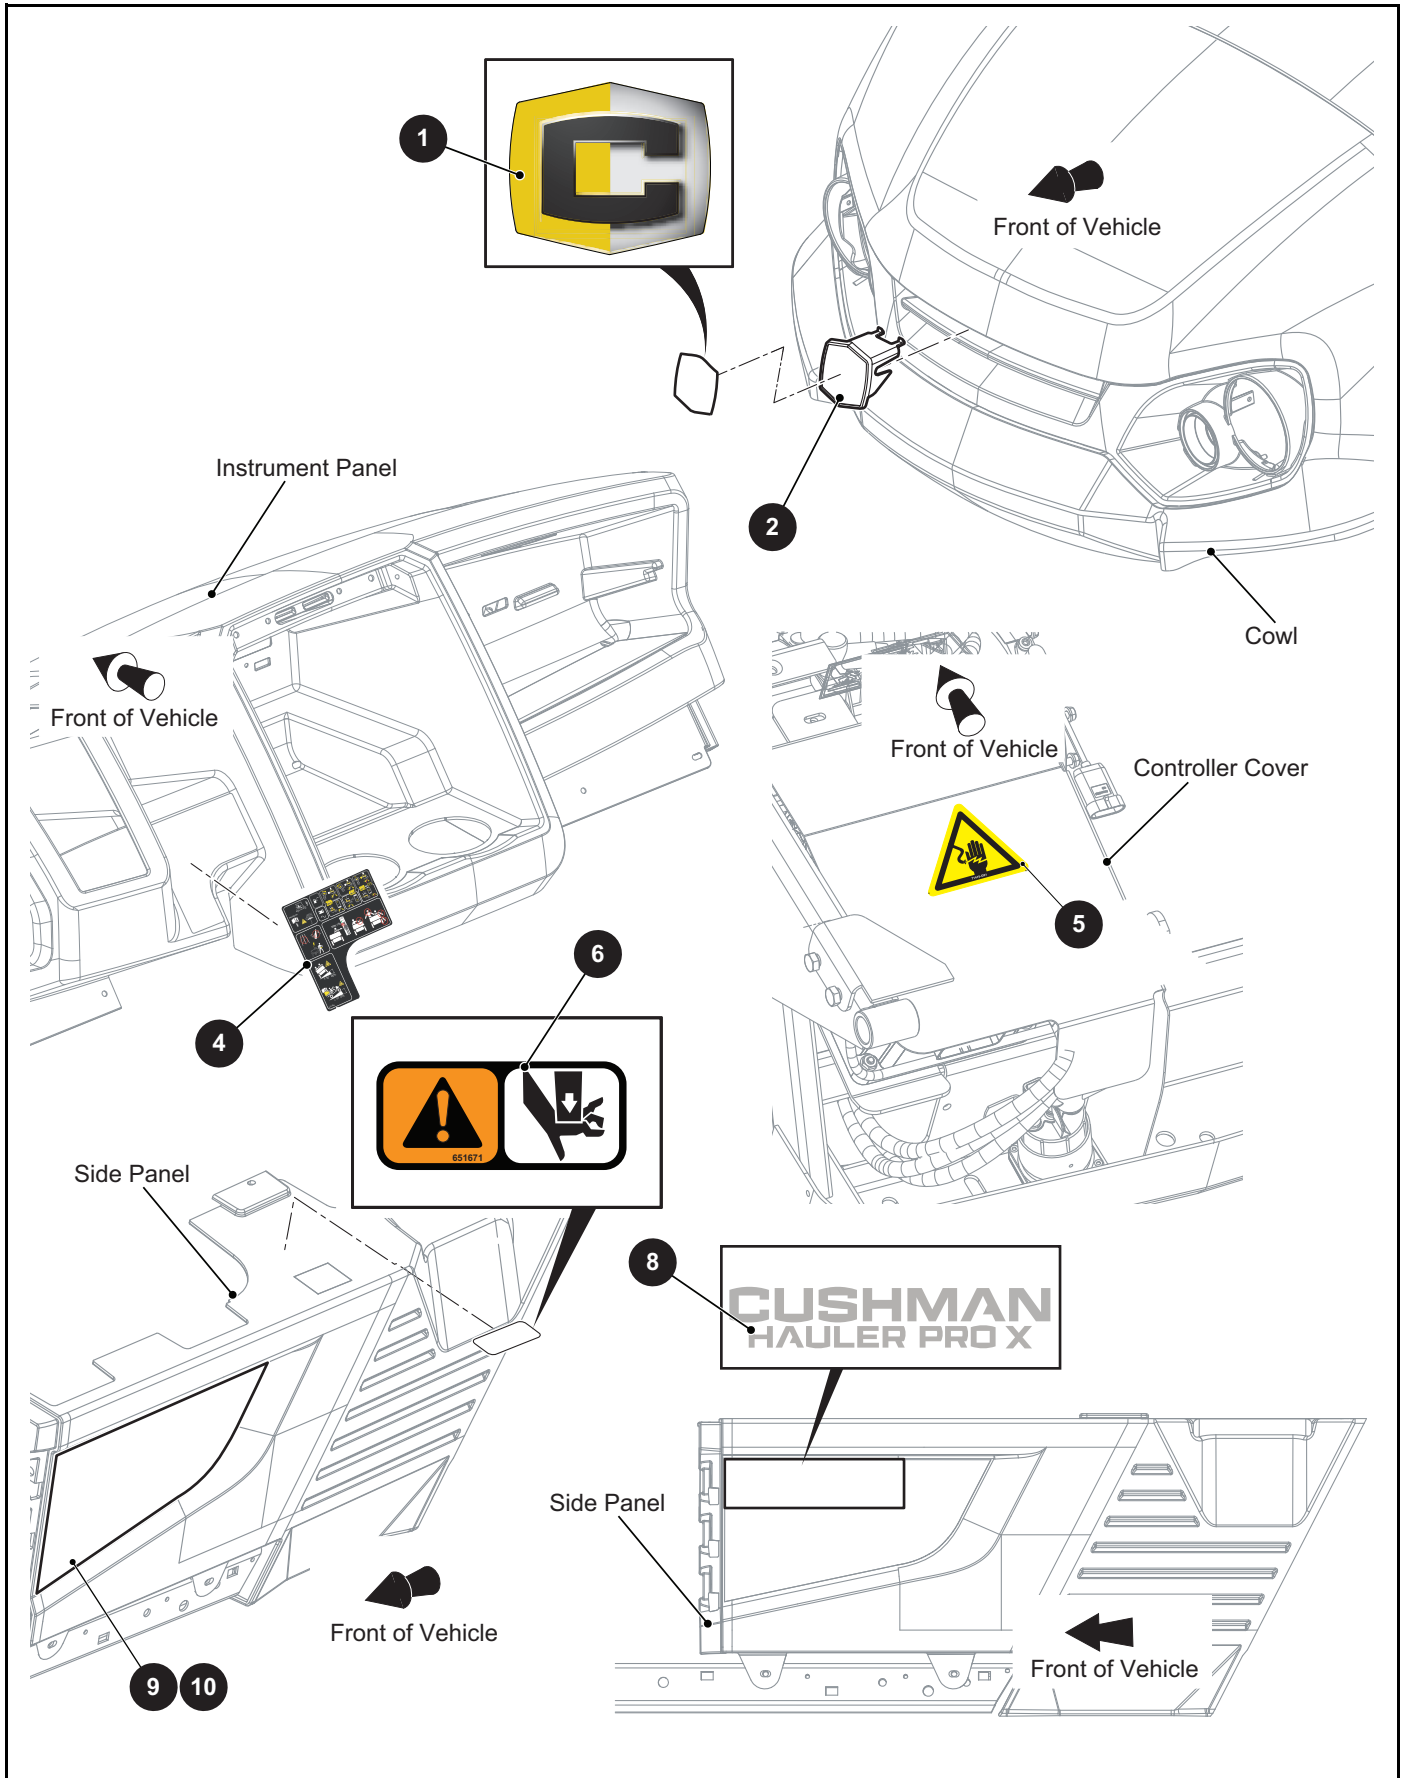 1
Front of Vehicle
2
Instrument Panel
Cowl
Front of Vehicle
Front of Vehicle
Controller Cover
5
6
4
651671
Side Panel
8
CUSHMAN
HAULER PRO X
Side Panel
Front of Vehicle
Front of Vehicle
9 10